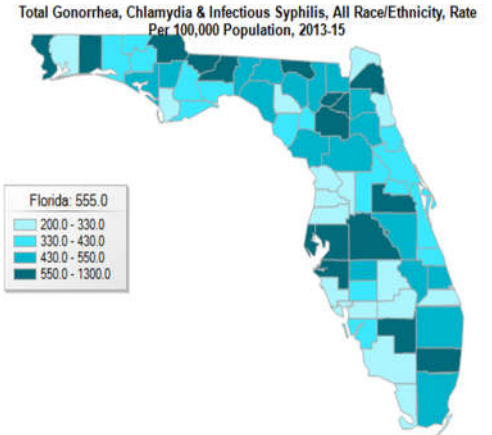 Total Gonorrhea, Chlamydia & Infectious Syphilis, All Race/Ethnicity, Rate
Per 100,000 Population, 2013-15
Florida: 555.0
200.0 - 330.0
330.0 - 430.0
430.0 - 550.0
550.0 - 1300.0